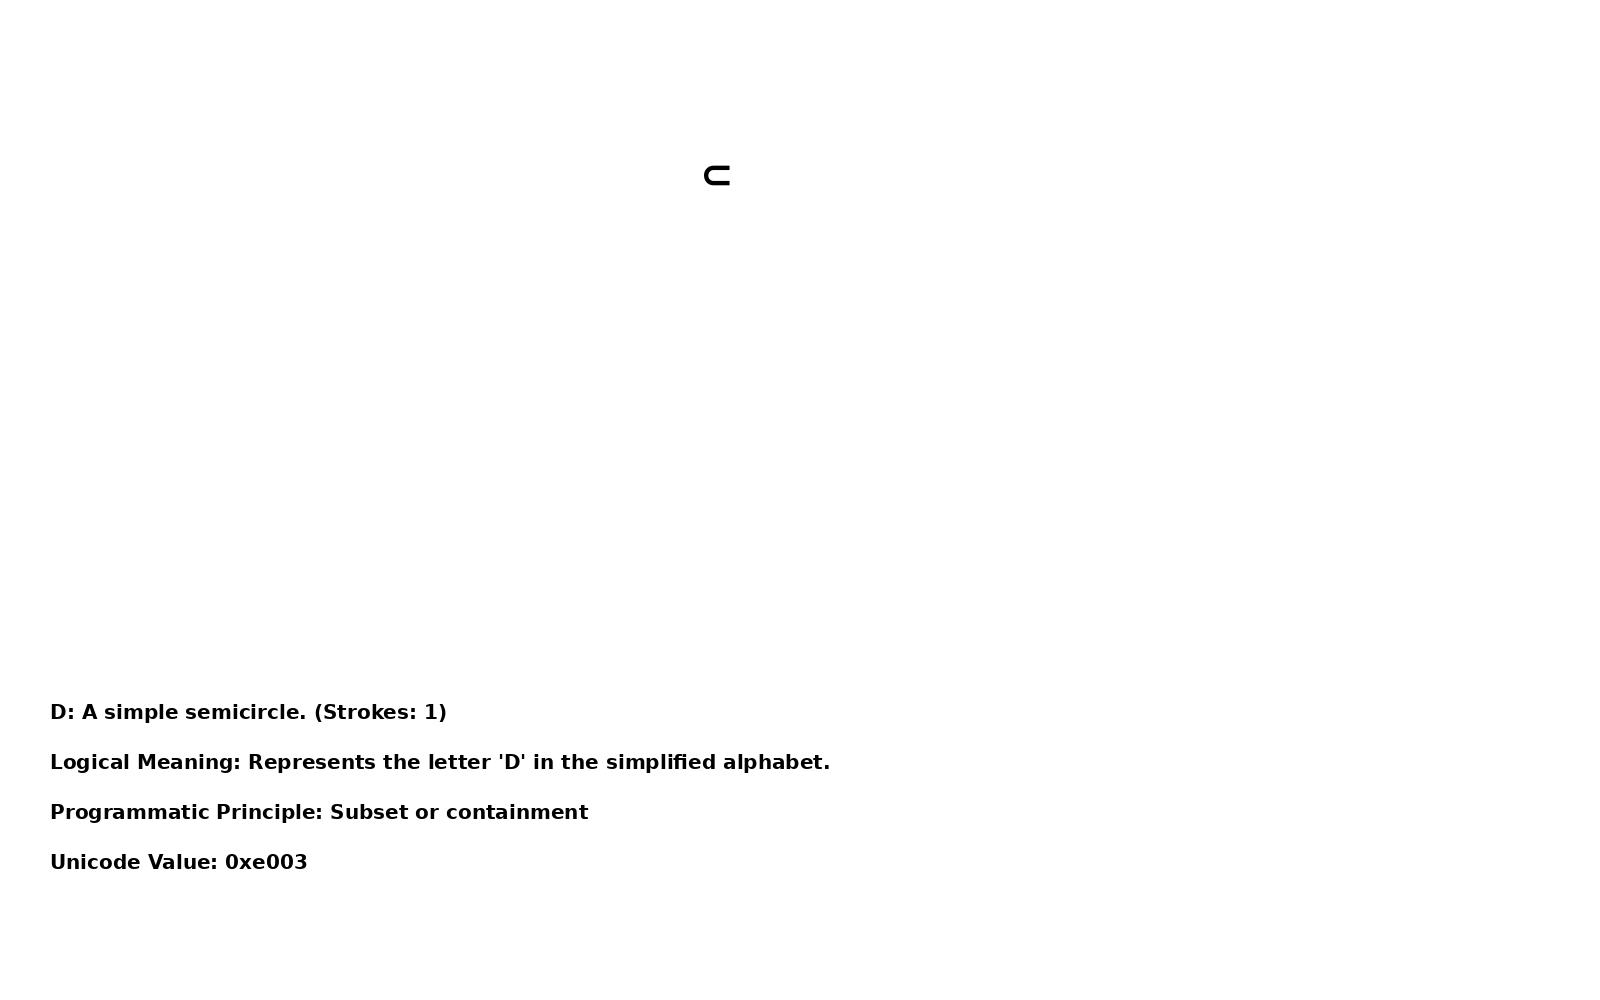 ⊂
D: A simple semicircle. (Strokes: 1)
Logical Meaning: Represents the letter 'D' in the simplified alphabet.
Programmatic Principle: Subset or containment
Unicode Value: 0xe003